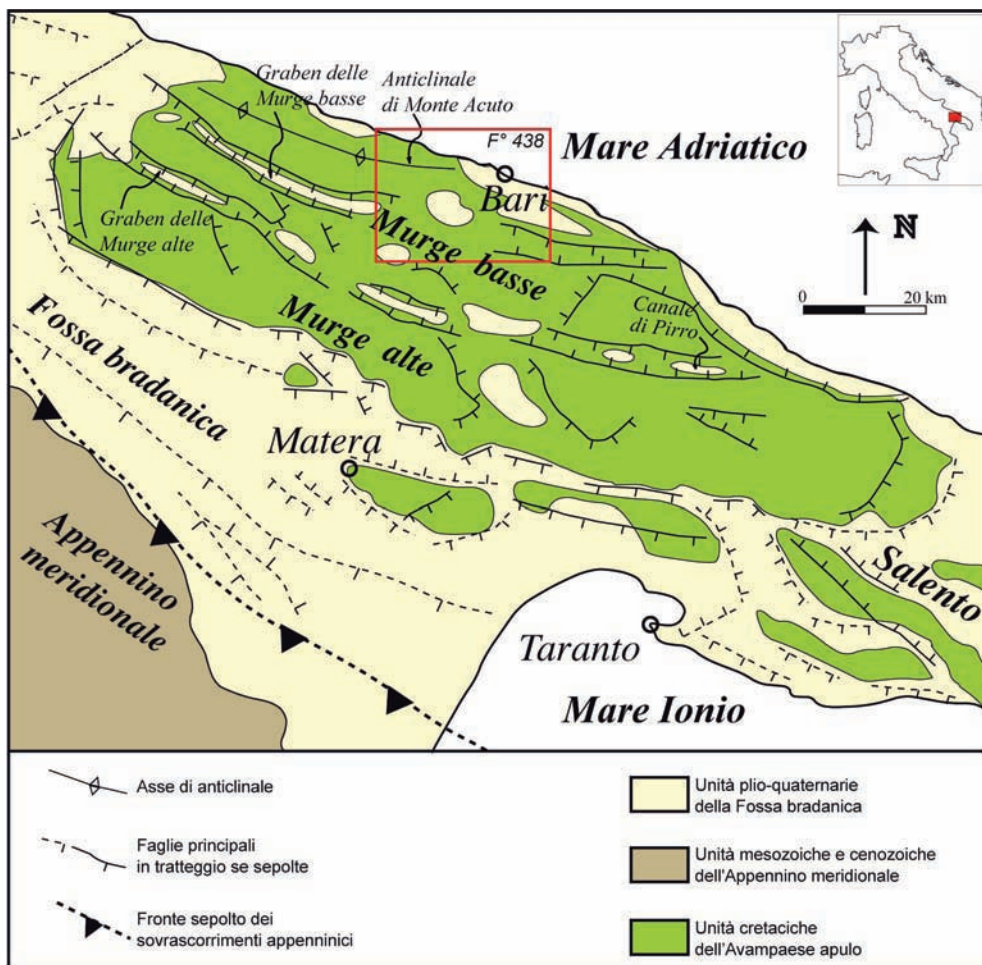 Graben delle
Murge basse
Anticlinale
di Monte Acuto
F° 438
Mare Adriatico
Bari
N
Graben delle
Murge alte
Murge basse
0 20 km
Canale
di Pirro
Fossa bradanica
Murge alte
Matera
Appennino
meridionale
Salento
Taranto
Mare Ionio
Asse di anticlinale
Faglie principali
in tratteggio se sepolte
Fronte sepolto dei
sovrascorrimenti appenninici
Unità plio-quaternarie
della Fossa bradanica
Unità mesozoiche e cenozoiche
dell'Appennino meridionale
Unità cretaciche
dell'Avampaese apulo